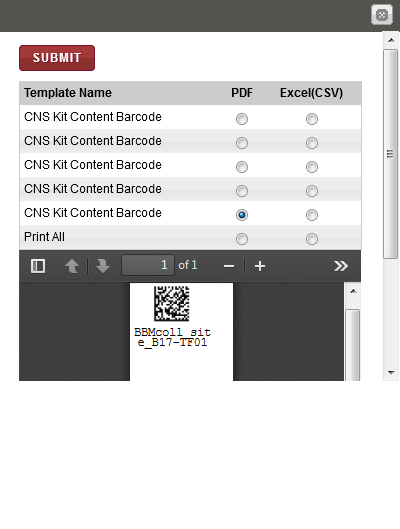 SUBMIT
Template Name PDF Excel(CSV)
CNS Kit Content Barcode
CNS Kit Content Barcode
CNS Kit Content Barcode
CNS Kit Content Barcode
CNS Kit Content Barcode
Print All
1 of 1
BBMcoll_sit
e_B17-TF01